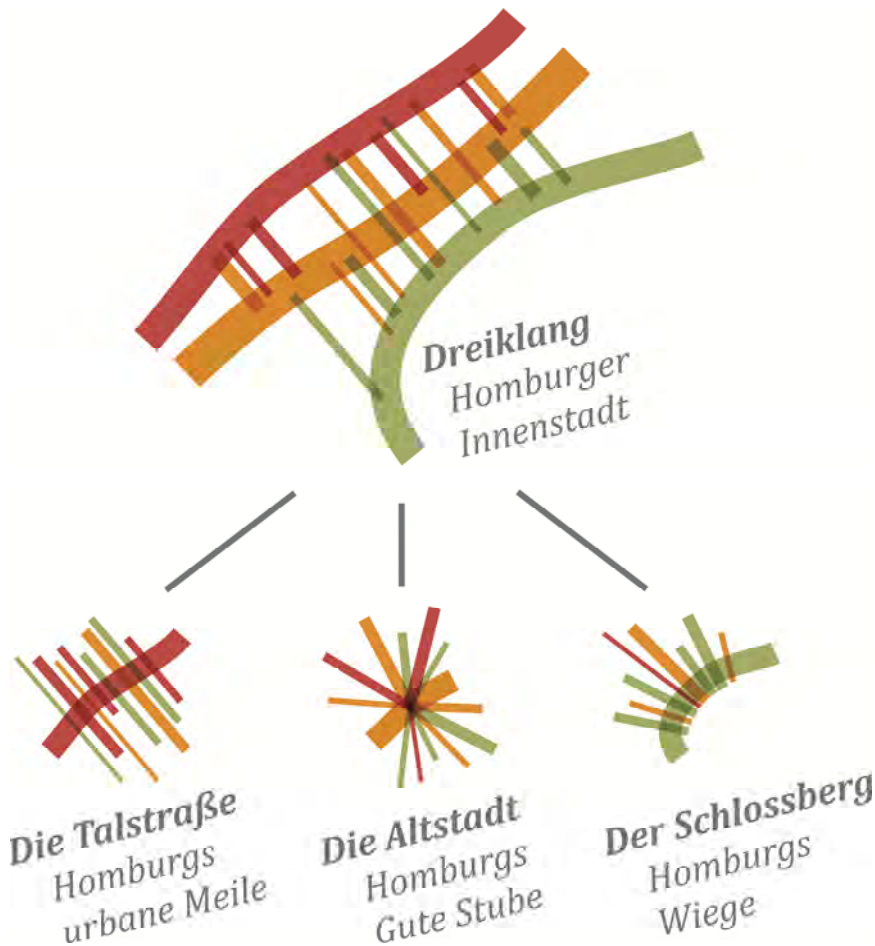 Dreiklang
Homburger
Innenstadt
Die Talstraße
Homburgs
urbane Meile
Die Altstadt
Homburgs
Gute Stube
Der Schlossberg
Homburgs
Wiege